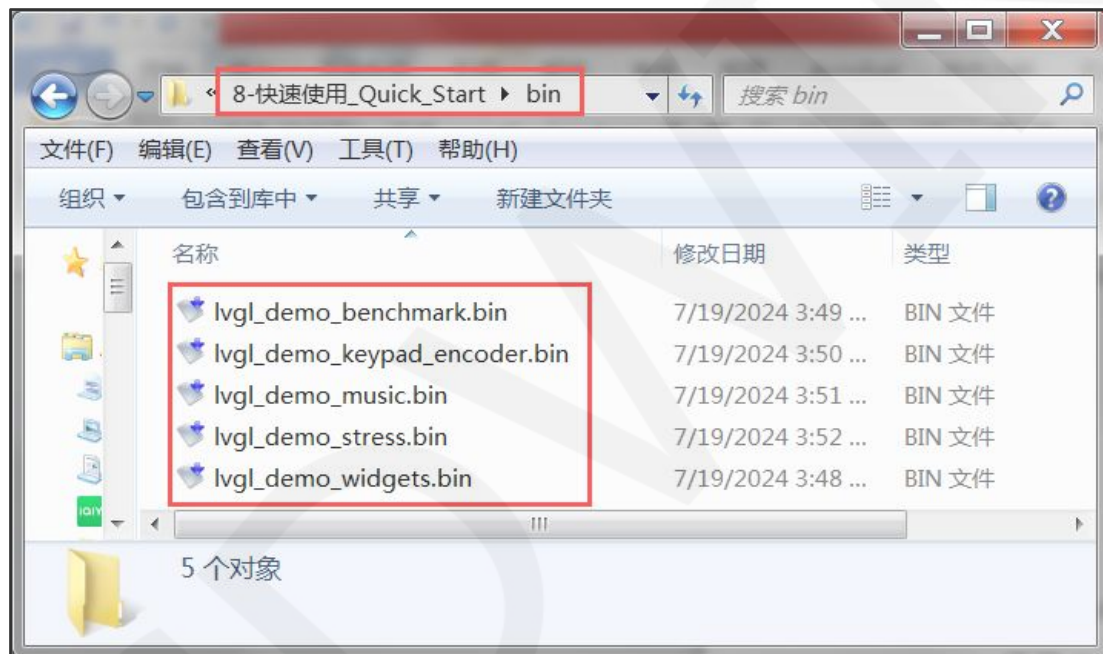 « 8-快速使用_Quick_Start ▸ bin
搜索 bin
文件(F) 编辑(E) 查看(V) 工具(T) 帮助(H)
组织 包含到库中 共享 新建文件夹
名称 修改日期 类型
lvgl_demo_benchmark.bin 7/19/2024 3:49 ... BIN 文件
lvgl_demo_keypad_encoder.bin 7/19/2024 3:50 ... BIN 文件
lvgl_demo_music.bin 7/19/2024 3:51 ... BIN 文件
lvgl_demo_stress.bin 7/19/2024 3:52 ... BIN 文件
lvgl_demo_widgets.bin 7/19/2024 3:48 ... BIN 文件
5 个对象